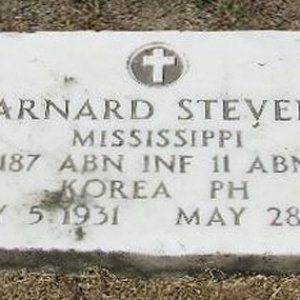 ARNARD STEVE
MISSISSIPPI
187 ABN INF 11 ABN
KOREA PH
Y 5 1931 MAY 28